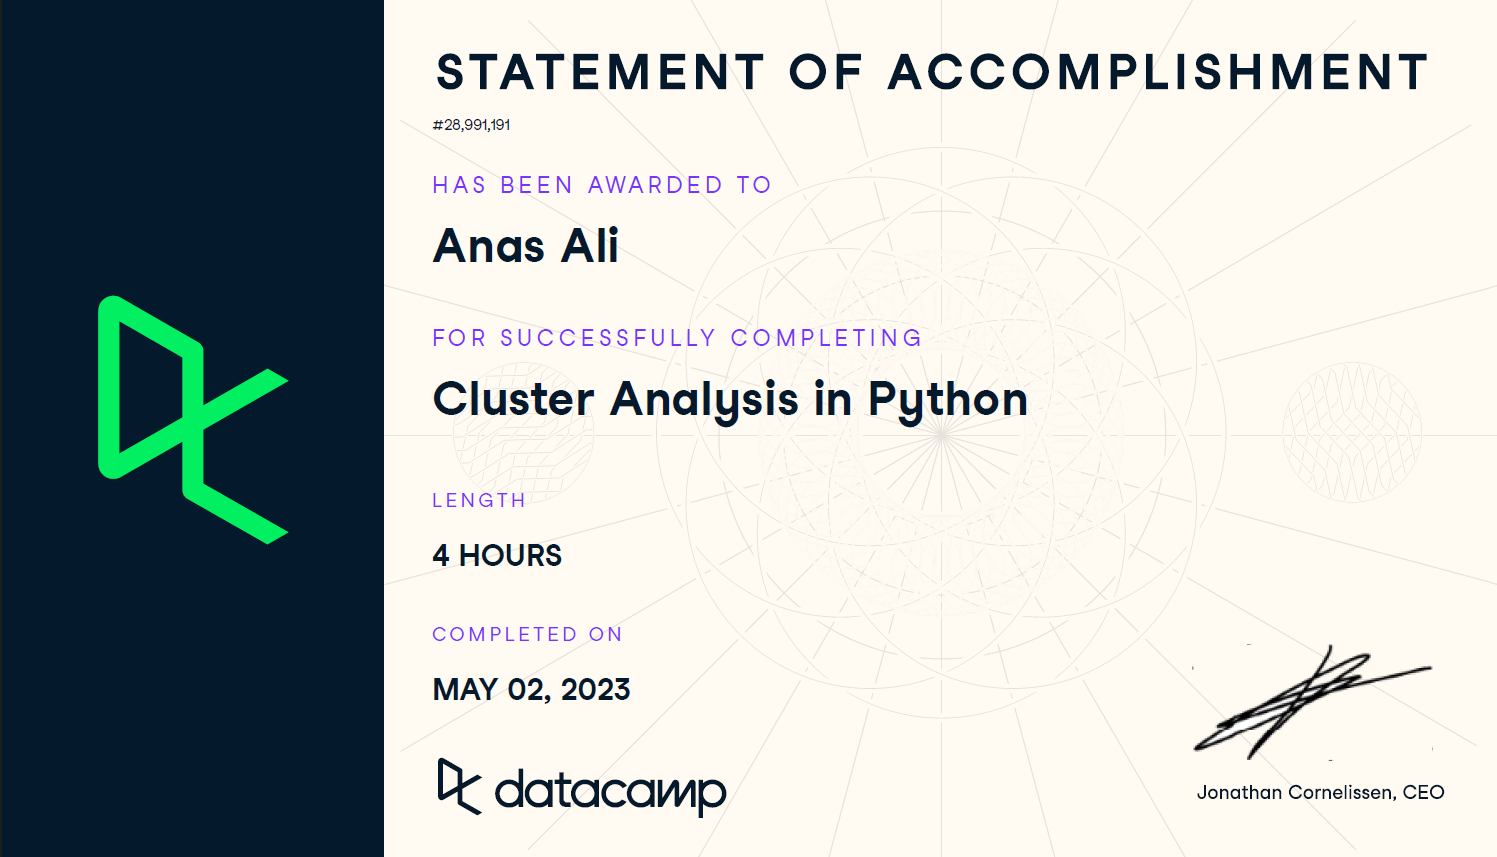 STATEMENT OF ACCOMPLISHMENT
#28,991,191
HAS BEEN AWARDED TO
Anas Ali
FOR SUCCESSFULLY COMPLETING
Cluster Analysis in Python
LENGTH
4 HOURS
COMPLETED ON
MAY 02, 2023
datacamp
Jonathan Cornelissen, CEO